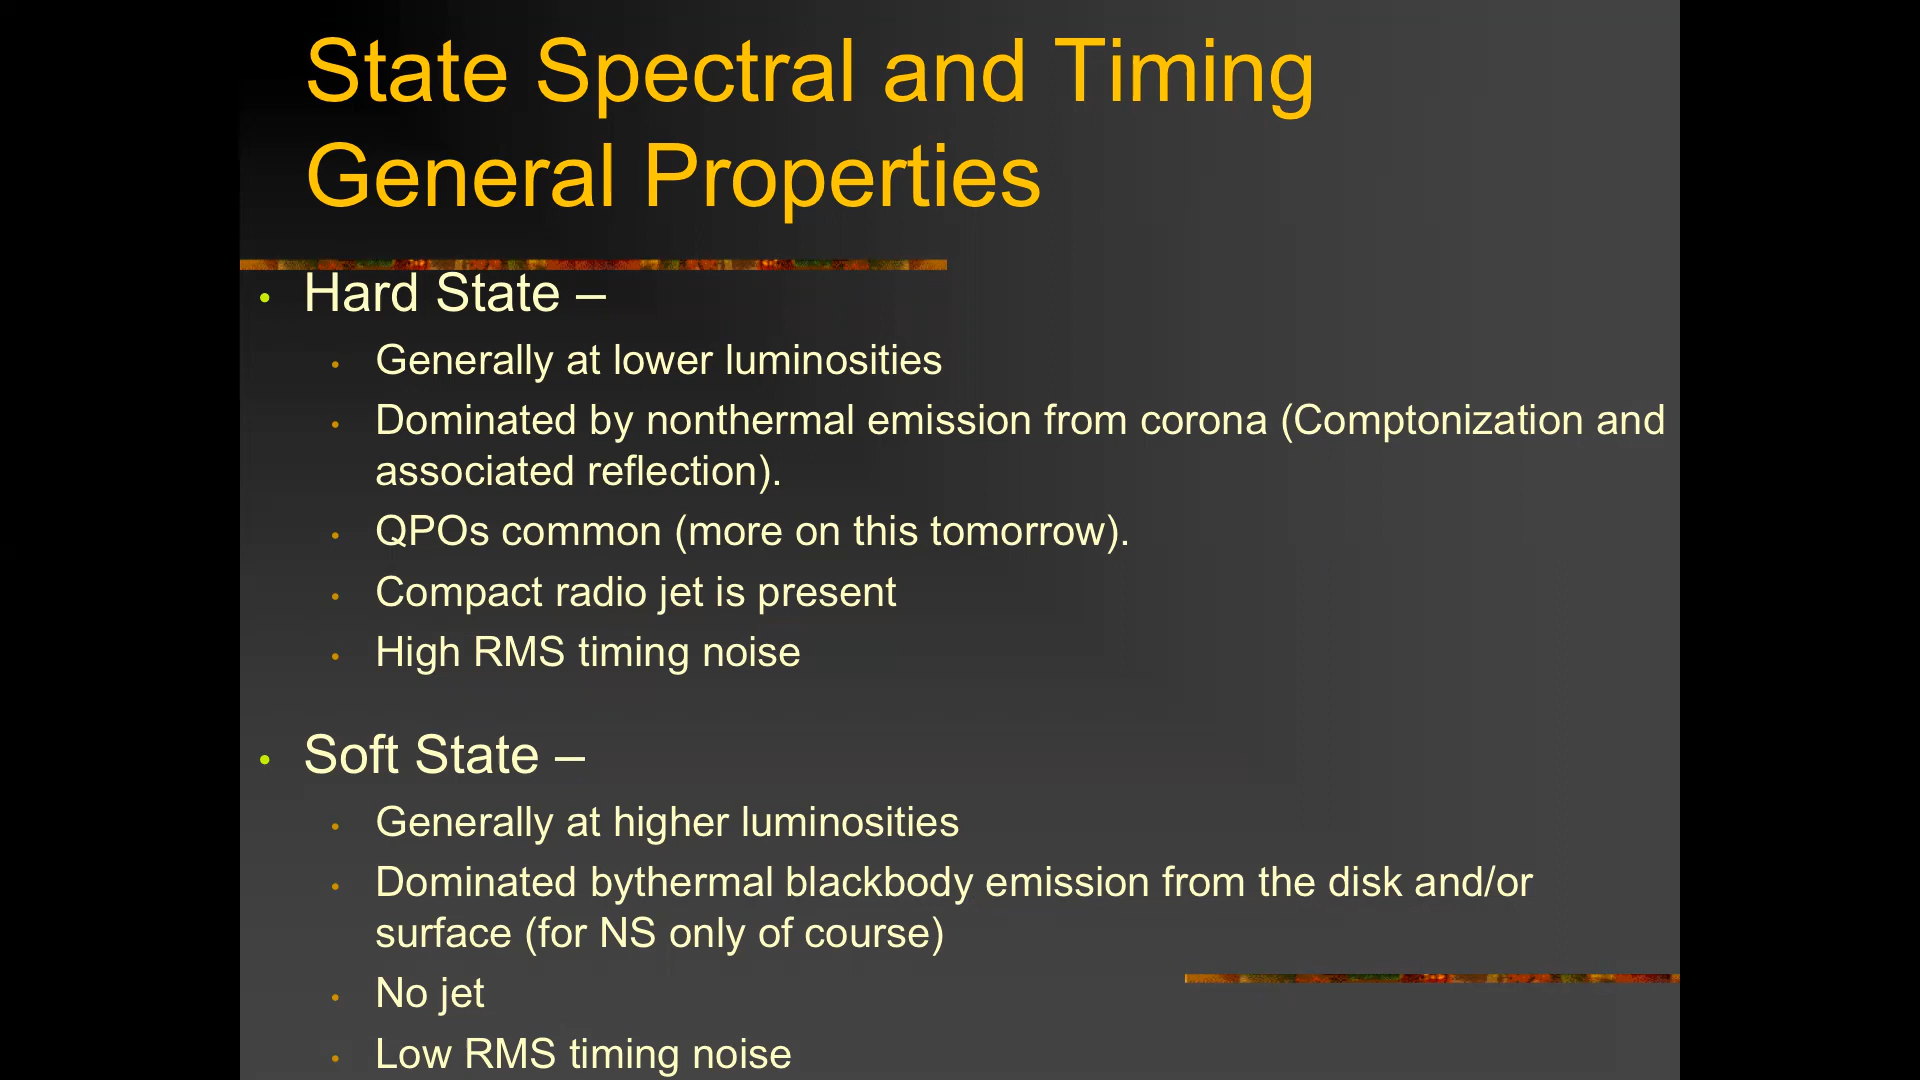 State Spectral and Timing
General Properties
• Hard State –
• Generally at lower luminosities
• Dominated by nonthermal emission from corona (Comptonization and
associated reflection).
• QPOs common (more on this tomorrow).
• Compact radio jet is present
• High RMS timing noise
• Soft State –
• Generally at higher luminosities
• Dominated bythermal blackbody emission from the disk and/or
surface (for NS only of course)
• No jet
• Low RMS timing noise